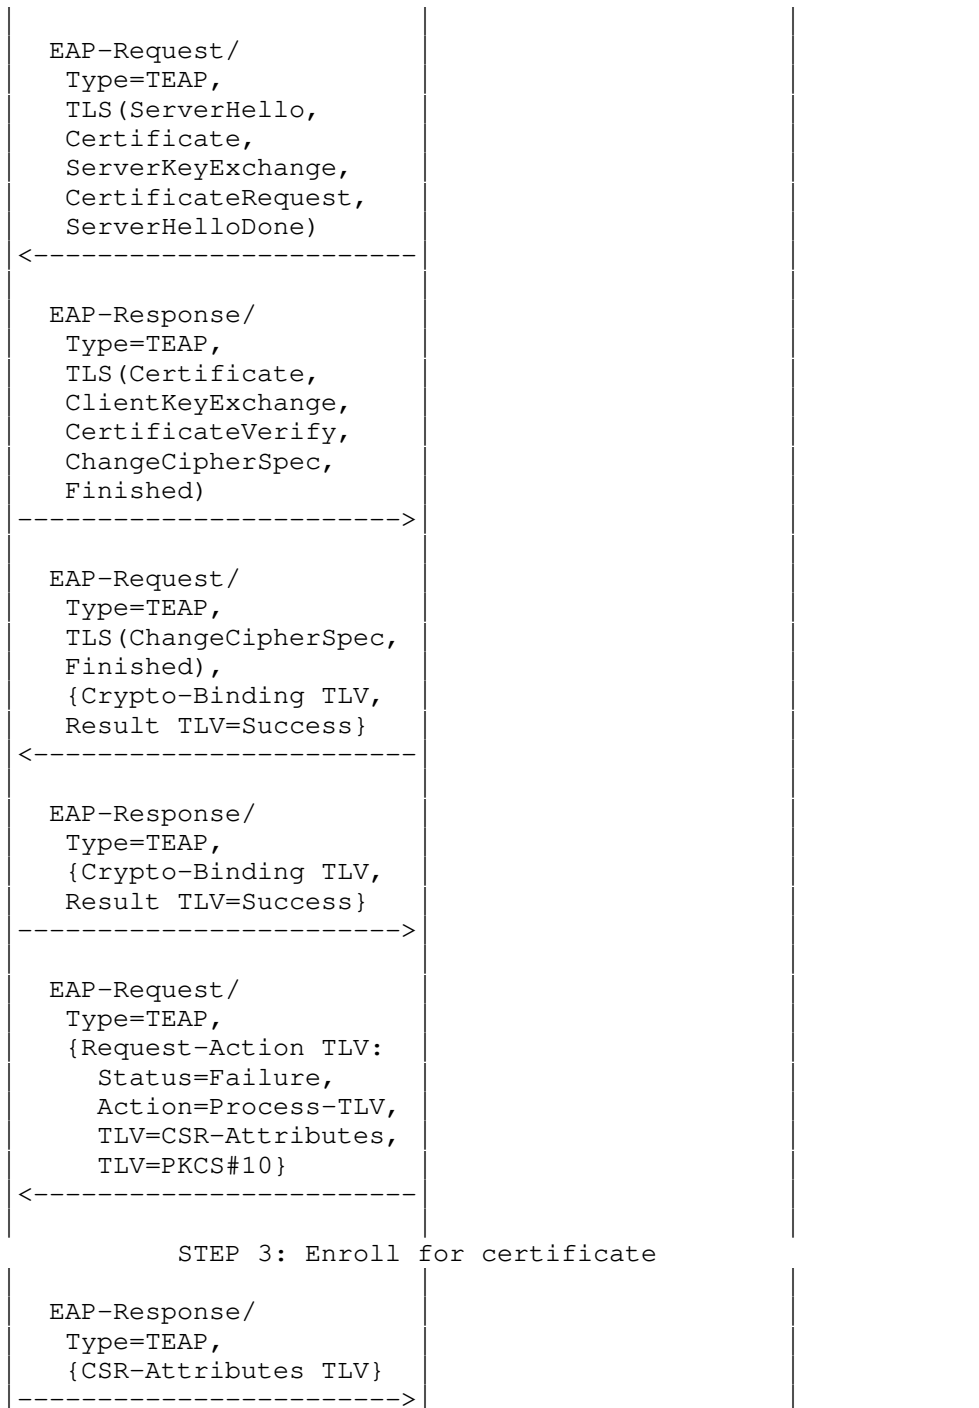 EAP-Request/
Type=TEAP,
TLS(ServerHello,
Certificate,
ServerKeyExchange,
CertificateRequest,
ServerHelloDone)
<------------------------|
EAP-Response/
Type=TEAP,
TLS(Certificate,
ClientKeyExchange,
CertificateVerify,
ChangeCipherSpec,
Finished)
|------------------------>|
EAP-Request/
Type=TEAP,
TLS(ChangeCipherSpec,
Finished),
{Crypto-Binding TLV,
Result TLV=Success}
<------------------------|
EAP-Response/
Type=TEAP,
{Crypto-Binding TLV,
Result TLV=Success}
|------------------------>|
EAP-Request/
Type=TEAP,
{Request-Action TLV:
Status=Failure,
Action=Process-TLV,
TLV=CSR-Attributes,
TLV=PKCS#10}
<------------------------|
STEP 3: Enroll for certificate
EAP-Response/
Type=TEAP,
{CSR-Attributes TLV}
|------------------------>|